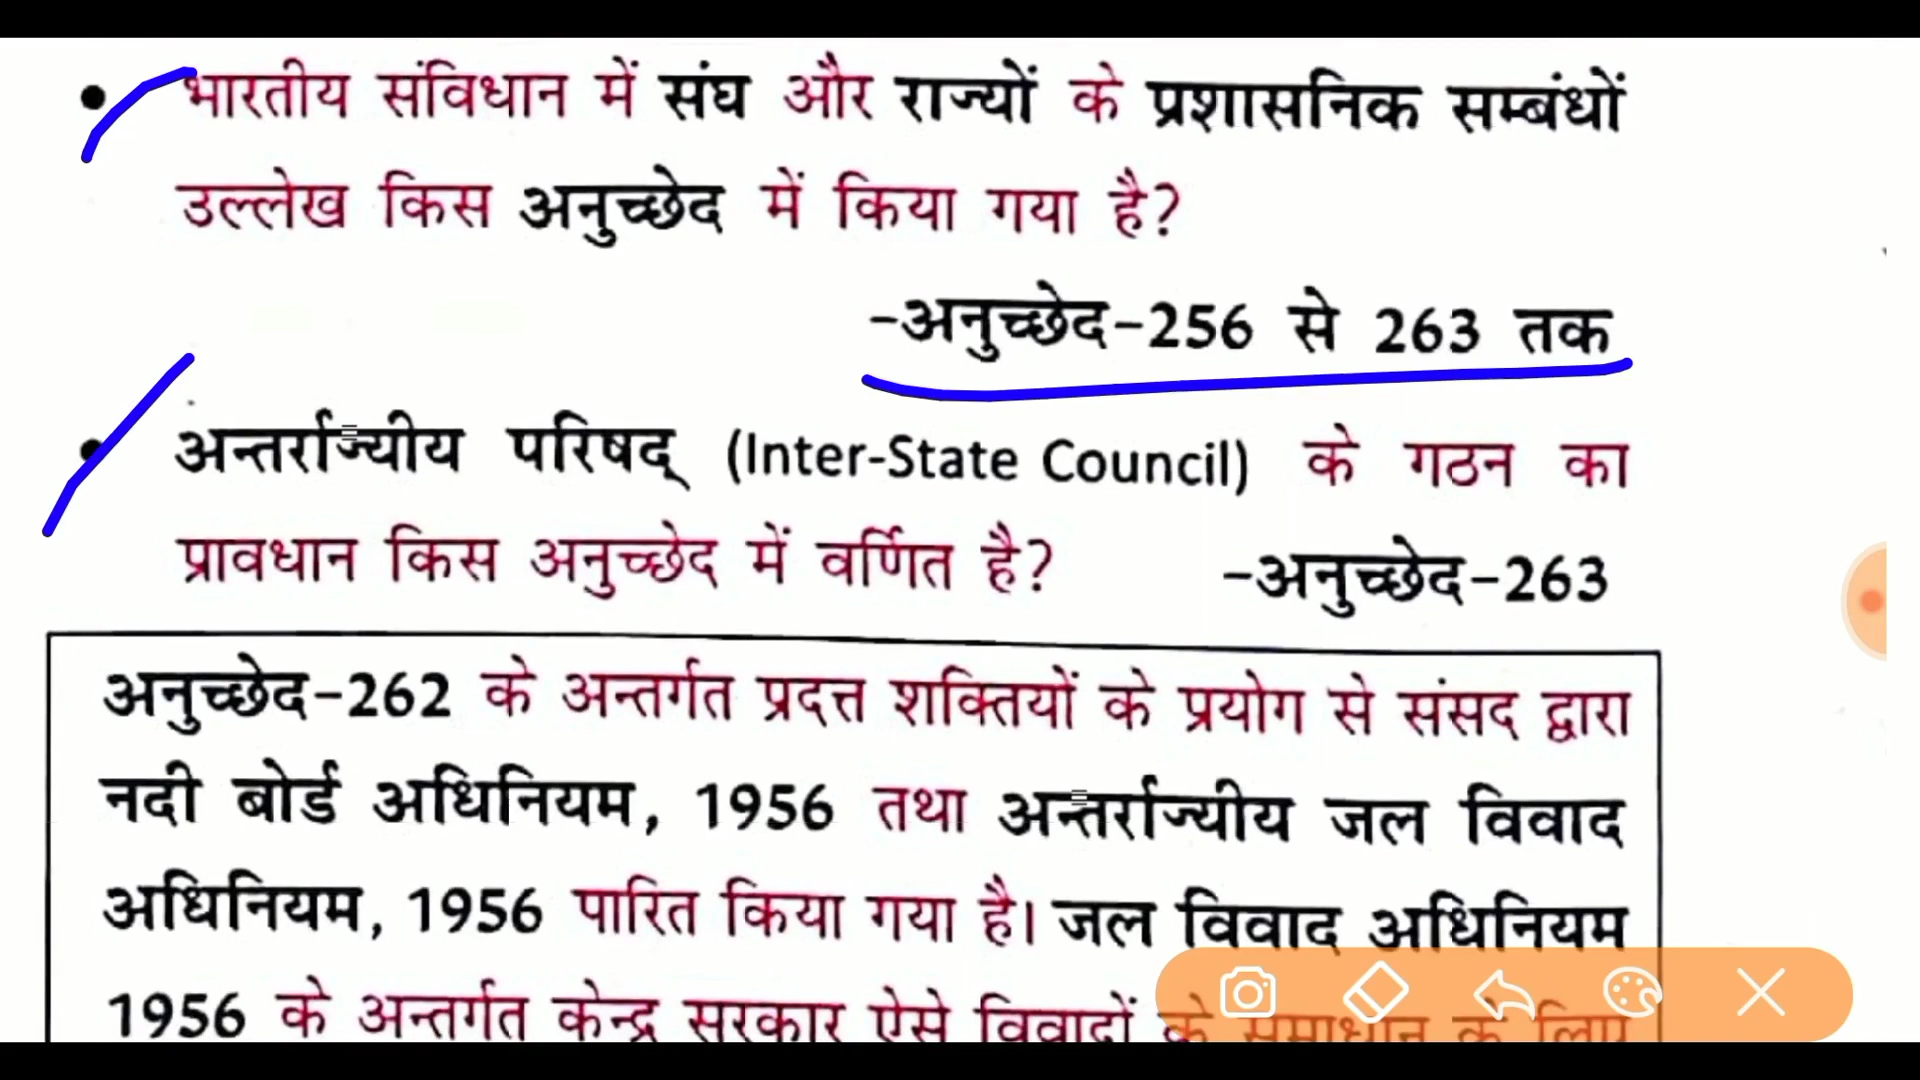 • भारतीय संविधान में संघ और राज्यों के प्रशासनिक सम्बंधों
उल्लेख किस अनुच्छेद में किया गया है?
-अनुच्छेद-256 से 263 तक
• अन्तर्राज्यीय परिषद् (Inter-State Council) के गठन का
प्रावधान किस अनुच्छेद में वर्णित है? -अनुच्छेद-263
अनुच्छेद-262 के अन्तर्गत प्रदत्त शक्तियों के प्रयोग से संसद द्वारा
नदी बोर्ड अधिनियम, 1956 तथा अन्तर्राज्यीय जल विवाद
अधिनियम, 1956 पारित किया गया है। जल विवाद अधिनियम
1956 के अन्तर्गत केन्द्र सरकार ऐसे विवादों के समाधान के लिए